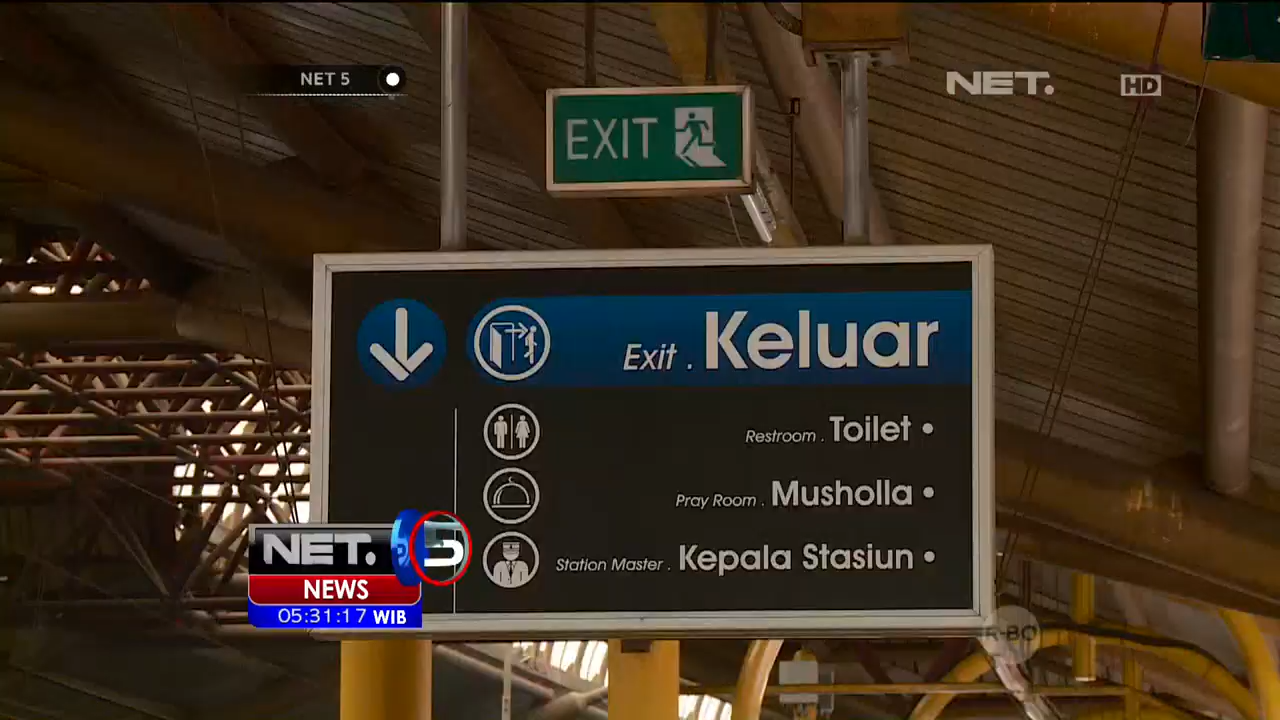 NET 5
NET.
HD
EXIT
Exit . Keluar
Restroom . Toilet •
Pray Room . Musholla •
Station Master . Kepala Stasiun •
NET. 5
NEWS
05:31:17 WIB
R-BO